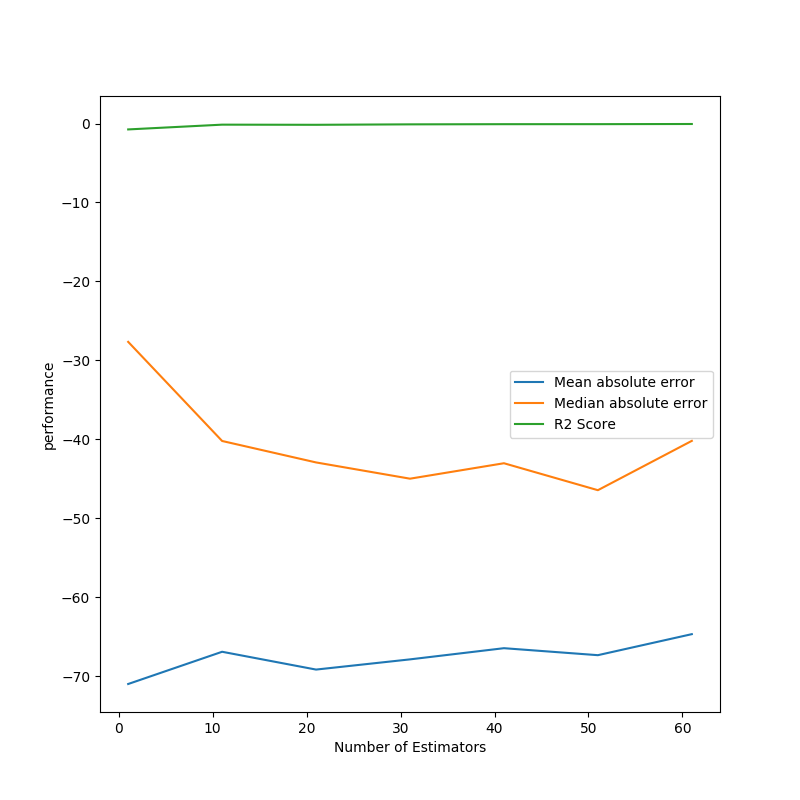 0
−10
−20
−30
−40
−50
−60
−70
performance
Mean absolute error
Median absolute error
R2 Score
0 10 20 30 40 50 60
Number of Estimators